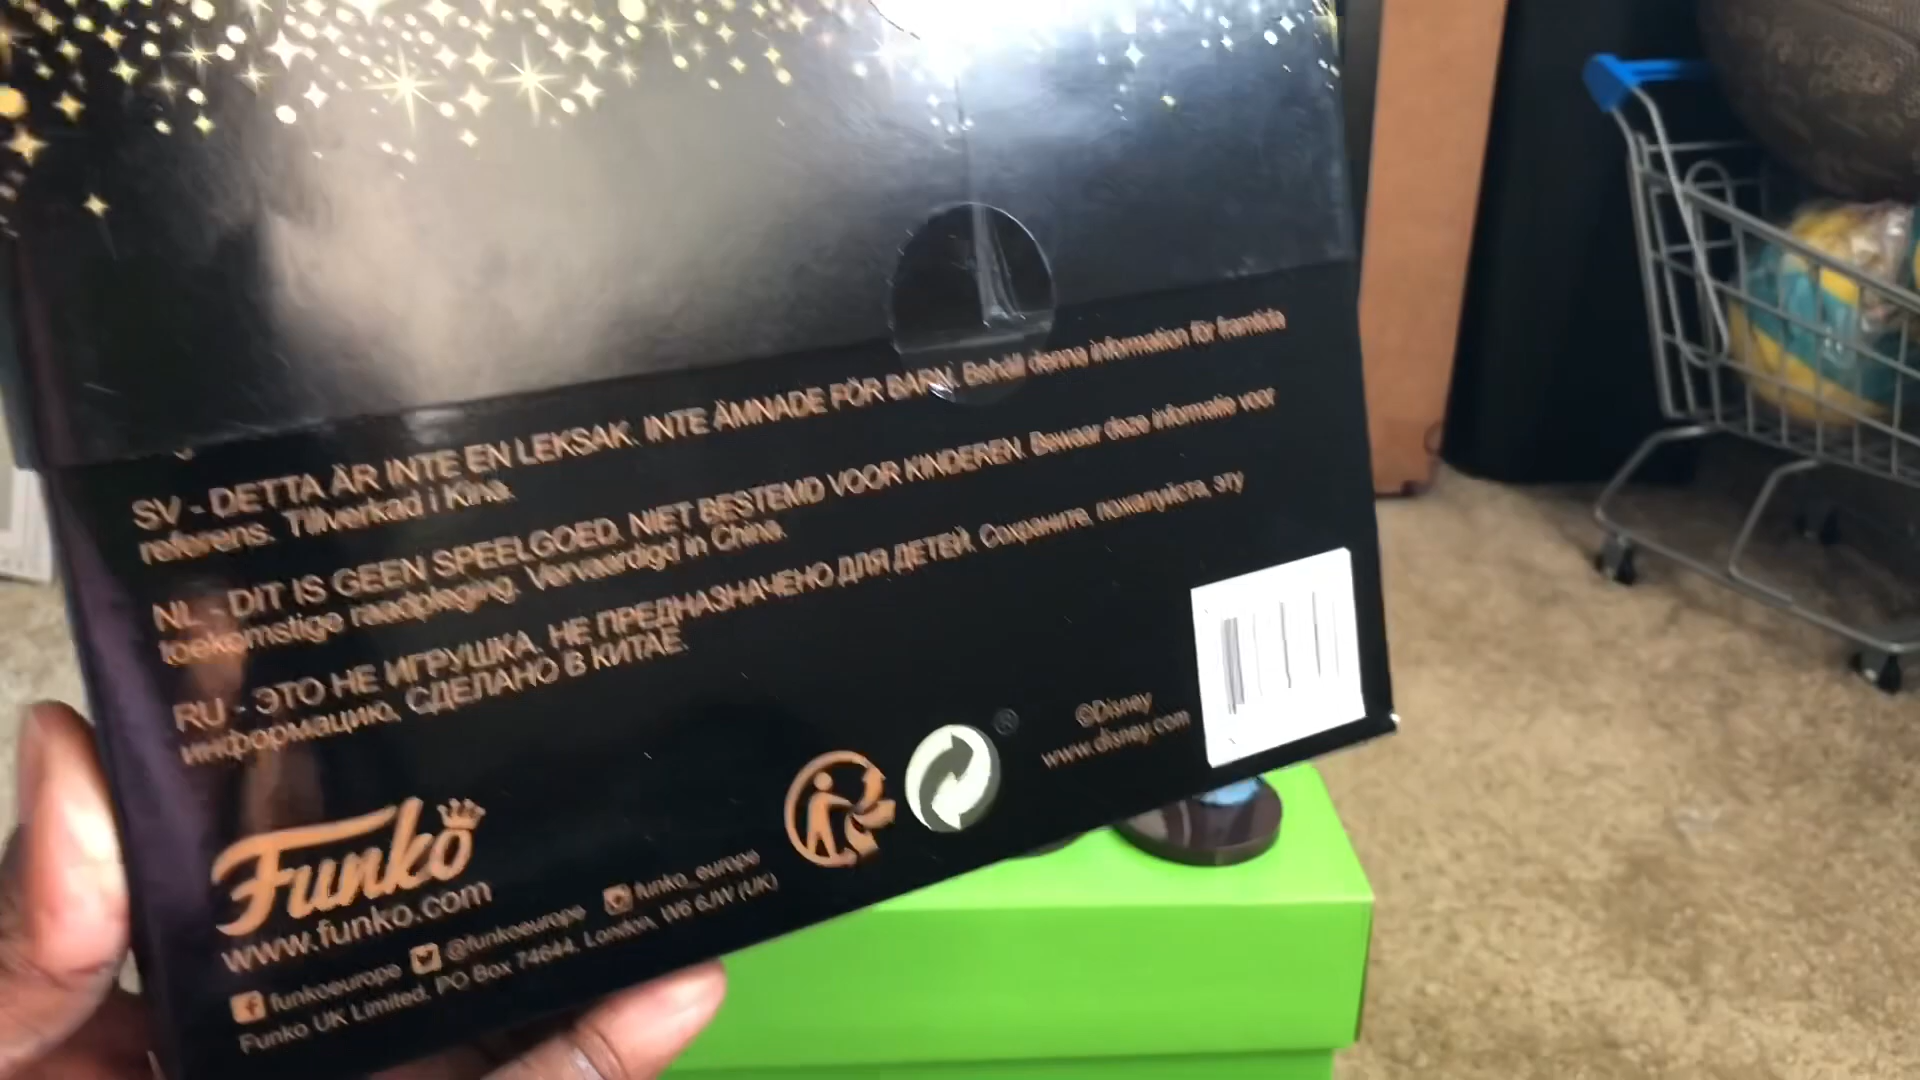 SV - DETTA ÄR INTE EN LEKSAK. INTE ÄMNADE FÖR BARN. Behåll denna information för framtida
referens. Tillverkad i Kina.
NL - DIT IS GEEN SPEELGOED. NIET BESTEMD VOOR KINDEREN. Bewaar deze informatie voor
toekomstige raadpleging. Vervaardigd in China.
RU - ЭТО НЕ ИГРУШКА. НЕ ПРЕДНАЗНАЧЕНО ДЛЯ ДЕТЕЙ. Сохраните, пожалуйста, эту
информацию, СДЕЛАНО В КИТАЕ.
®
©Disney
www.disney.com
Funko
www.funko.com
funkoeurope @funkoeurope funko_europe
Funko UK Limited, PO Box 74644, London, W6 6JW (UK)